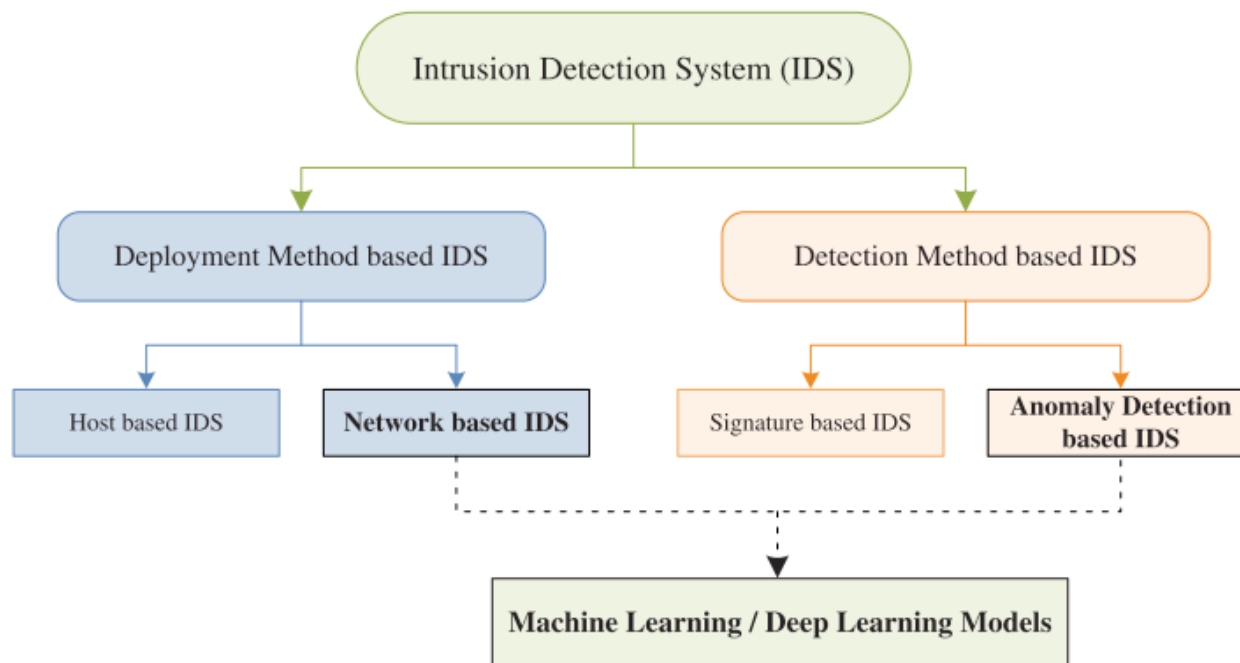 Intrusion Detection System (IDS)
Deployment Method based IDS
Detection Method based IDS
Host based IDS
Network based IDS
Signature based IDS
Anomaly Detection
based IDS
Machine Learning / Deep Learning Models